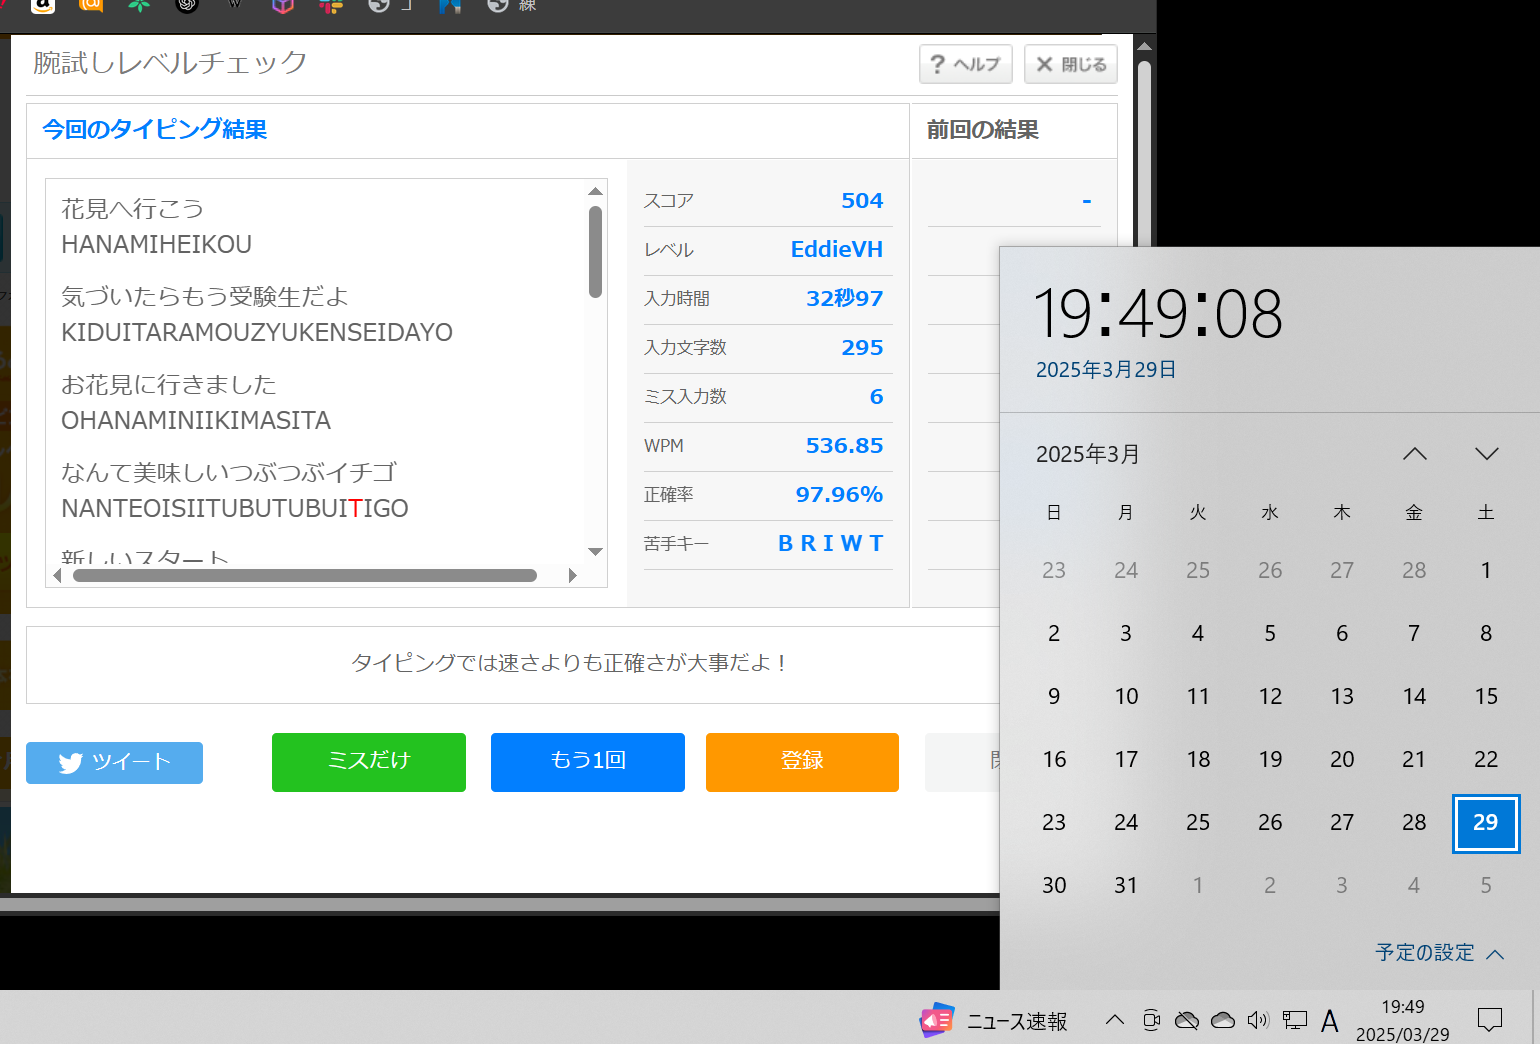 腕試しレベルチェック
? ヘルプ
× 閉じる
今回のタイピング結果
前回の結果
花見へ行こう
HANAMIHEIKOU
気づいたらもう受験生だよ
KIDUITARAMOUZYUKENSEIDAYO
お花見に行きました
OHANAMINIIKIMASITA
なんて美味しいつぶつぶイチゴ
NANTEOISIITUBUTUBUITIGO
新しいスタート
スコア 504
-
レベル EddieVH
入力時間 32秒97
入力文字数 295
ミス入力数 6
WPM 536.85
正確率 97.96%
苦手キー B R I W T
タイピングでは速さよりも正確さが大事だよ！
ツイート
ミスだけ
もう1回
登録
19:49:08
2025年3月29日
2025年3月
日 月 火 水 木 金 土
23 24 25 26 27 28 1
2 3 4 5 6 7 8
9 10 11 12 13 14 15
16 17 18 19 20 21 22
23 24 25 26 27 28 29
30 31 1 2 3 4 5
予定の設定
ニュース速報
A
19:49
2025/03/29